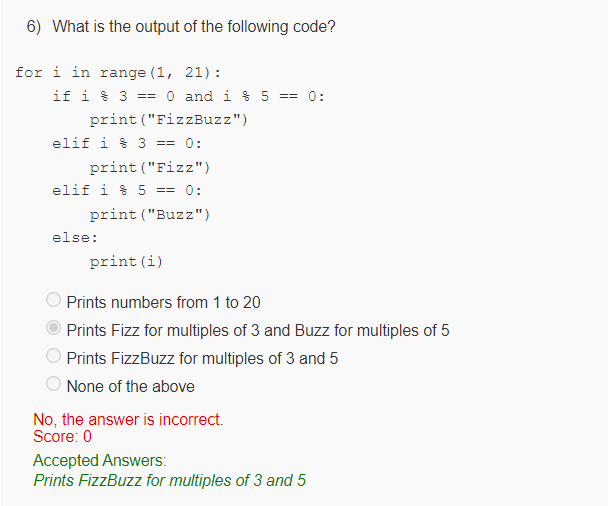 6) What is the output of the following code?
for i in range(1, 21):
    if i % 3 == 0 and i % 5 == 0:
        print("FizzBuzz")
    elif i % 3 == 0:
        print("Fizz")
    elif i % 5 == 0:
        print("Buzz")
    else:
        print(i)
Prints numbers from 1 to 20
Prints Fizz for multiples of 3 and Buzz for multiples of 5
Prints FizzBuzz for multiples of 3 and 5
None of the above
No, the answer is incorrect.
Score: 0
Accepted Answers:
Prints FizzBuzz for multiples of 3 and 5